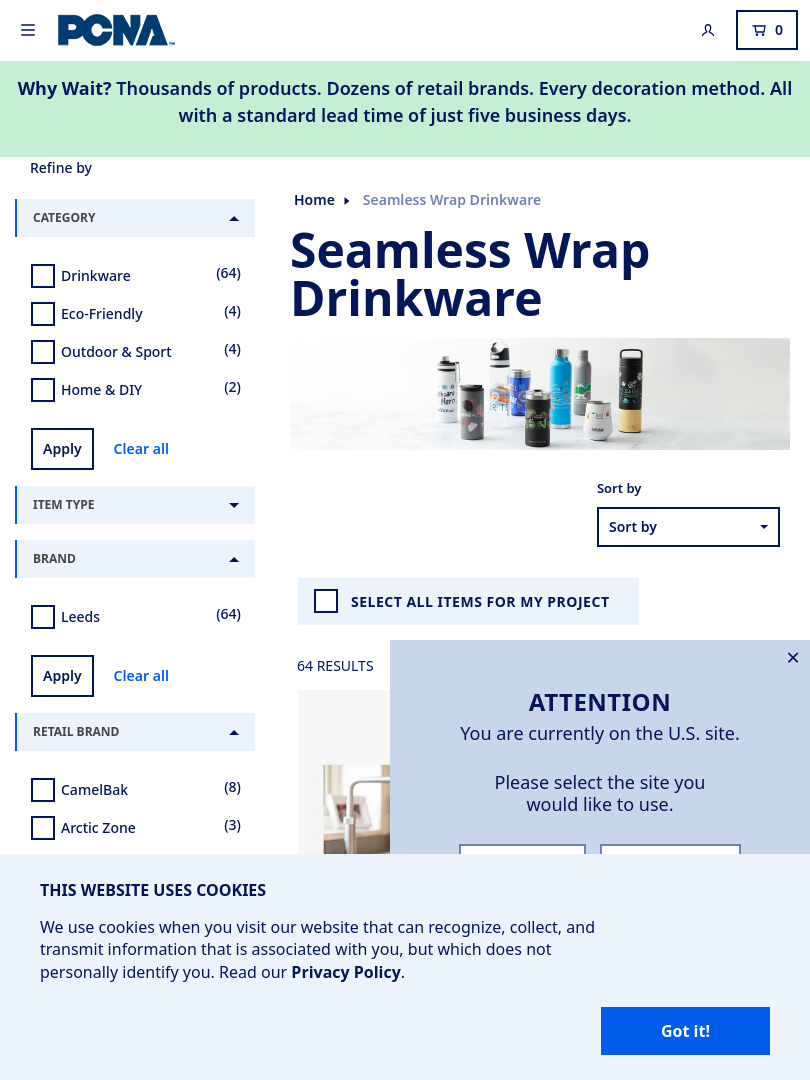 PCNA
0
Why Wait? Thousands of products. Dozens of retail brands. Every decoration method. All
with a standard lead time of just five business days.
Refine by
CATEGORY
Drinkware (64)
Eco-Friendly (4)
Outdoor & Sport (4)
Home & DIY (2)
Apply Clear all
ITEM TYPE
BRAND
Leeds (64)
Apply Clear all
RETAIL BRAND
CamelBak (8)
Arctic Zone (3)
Home Seamless Wrap Drinkware
Seamless Wrap
Drinkware
Sort by
Sort by
SELECT ALL ITEMS FOR MY PROJECT
64 RESULTS
ATTENTION
You are currently on the U.S. site.
Please select the site you
would like to use.
THIS WEBSITE USES COOKIES
We use cookies when you visit our website that can recognize, collect, and
transmit information that is associated with you, but which does not
personally identify you. Read our Privacy Policy.
Got it!